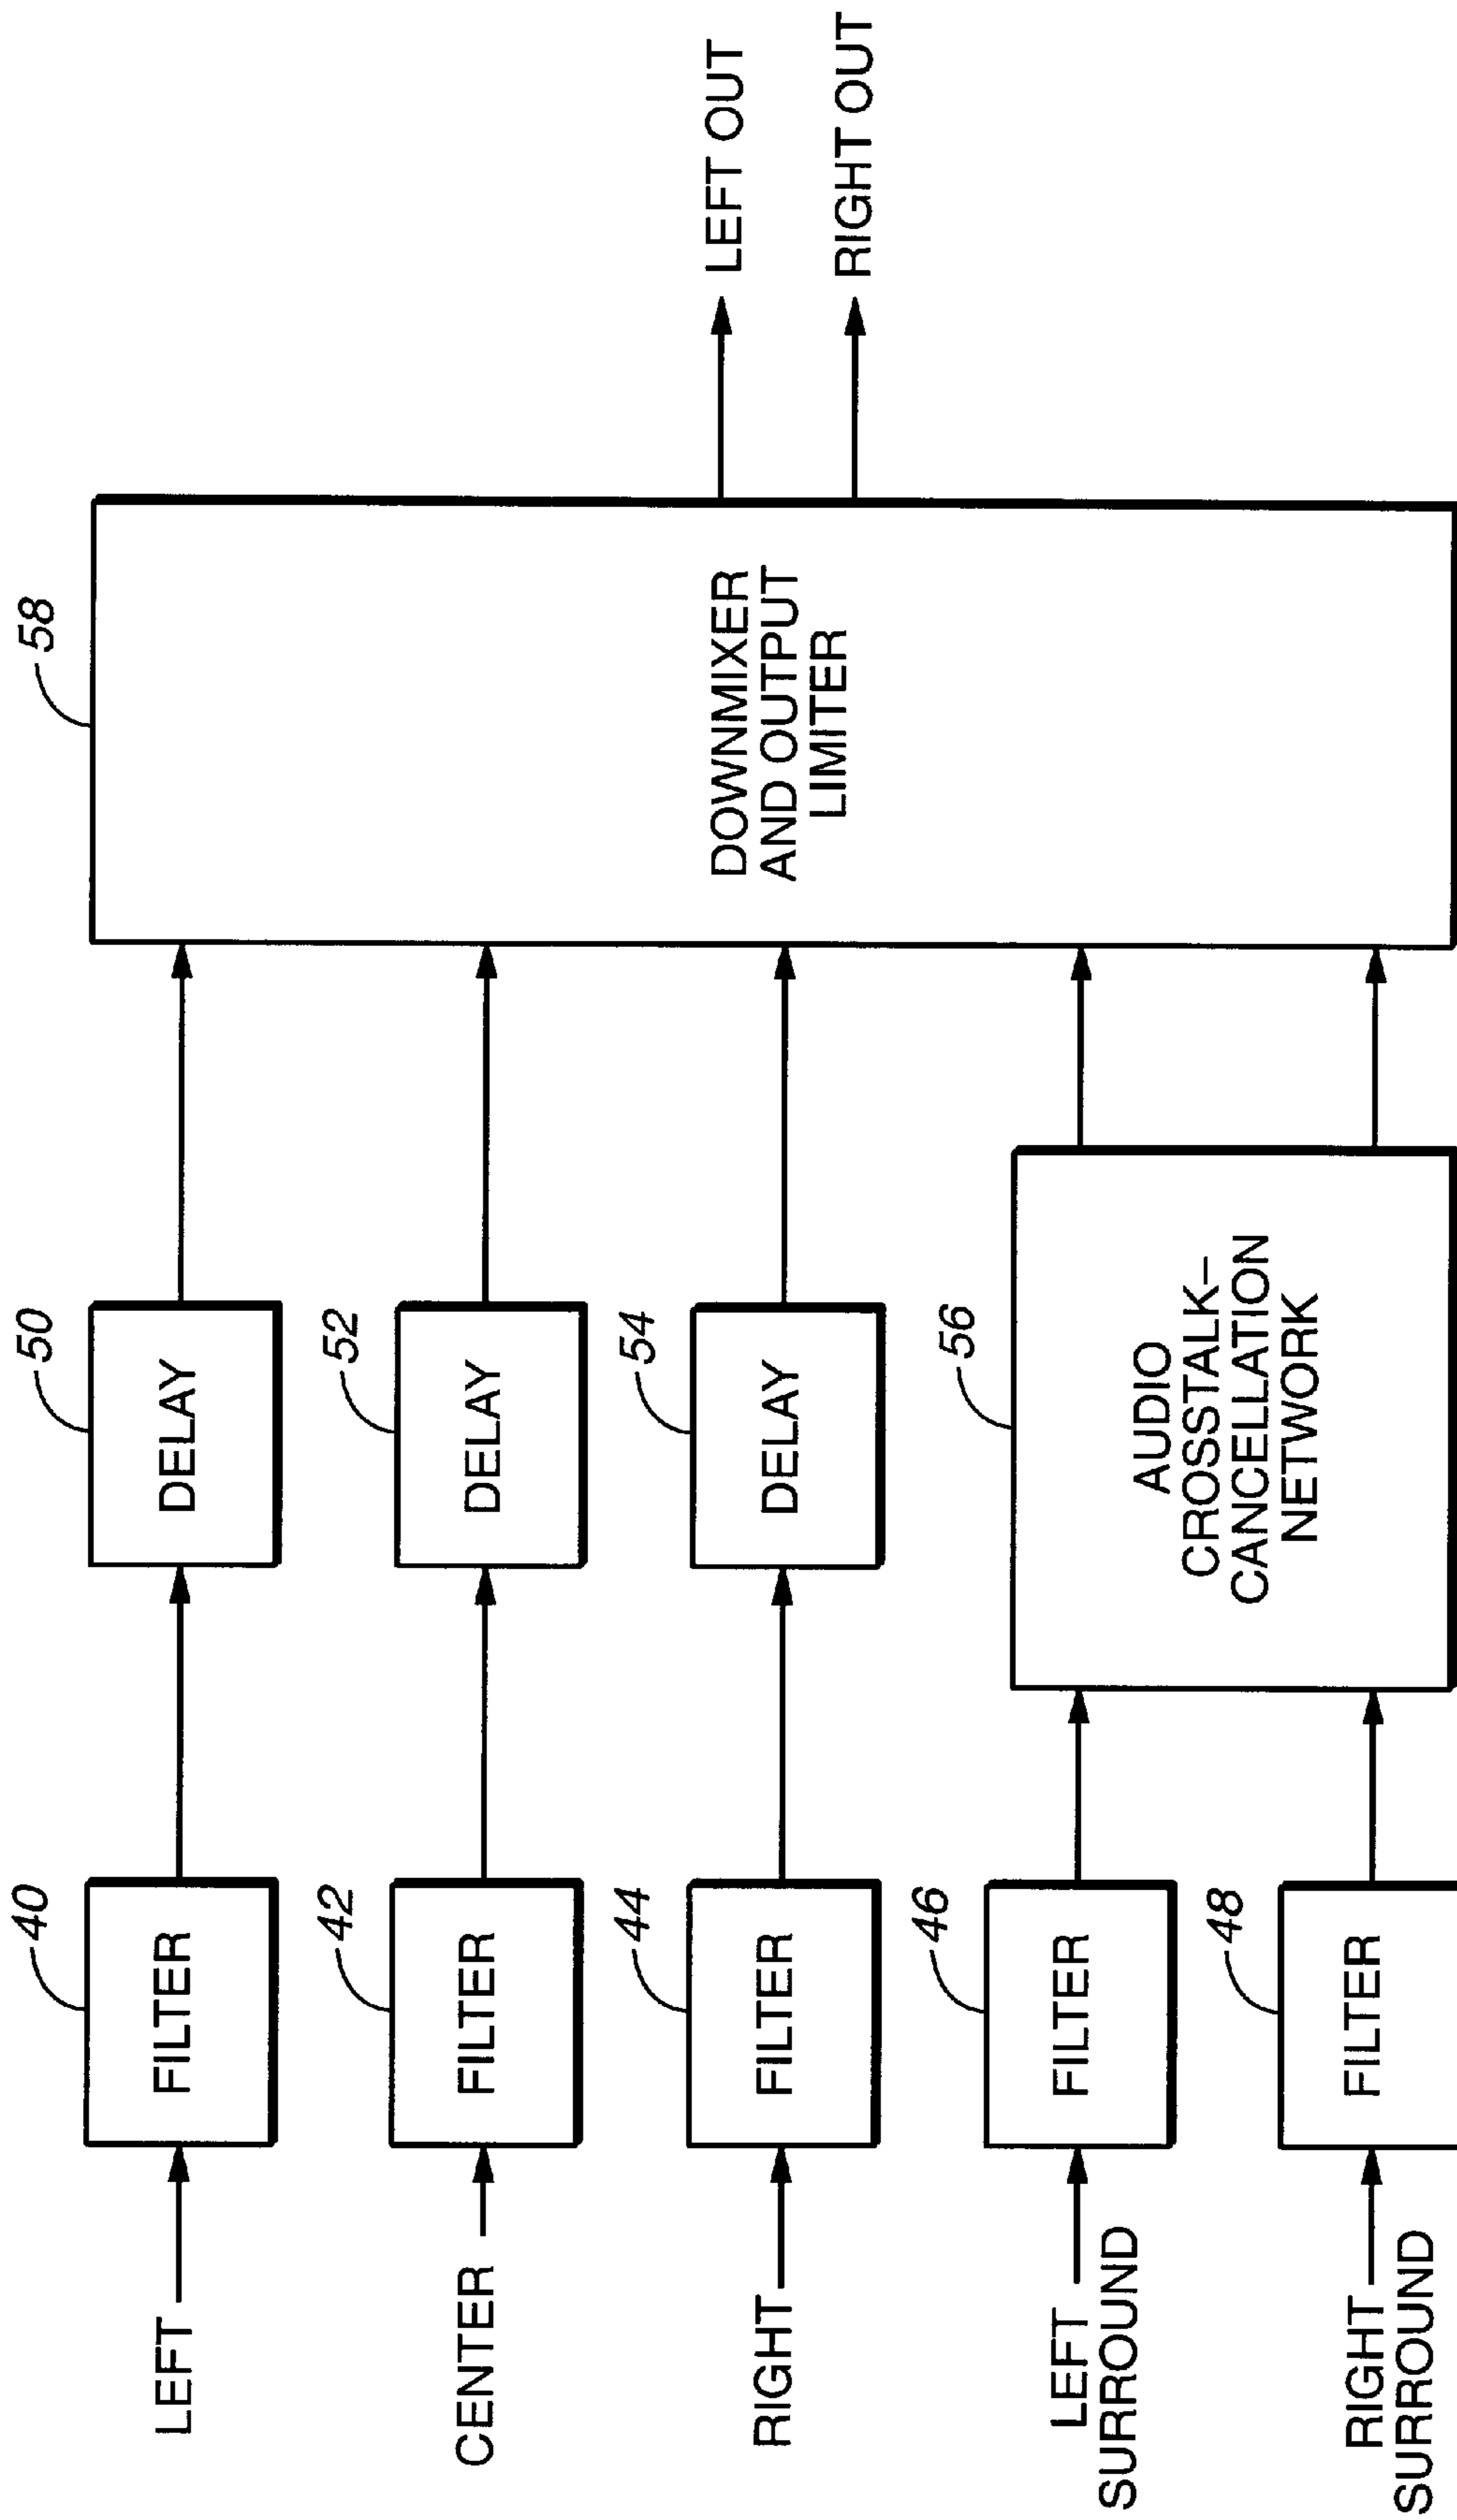 LEFT
40
FILTER
50
DELAY
58
CENTER
42
FILTER
52
DELAY
RIGHT
44
FILTER
54
DELAY
DOWNMIXER
AND OUTPUT
LIMITER
LEFT OUT
RIGHT OUT
LEFT
SURROUND
46
FILTER
56
AUDIO
CROSSTALK–
CANCELLATION
NETWORK
RIGHT
SURROUND
48
FILTER